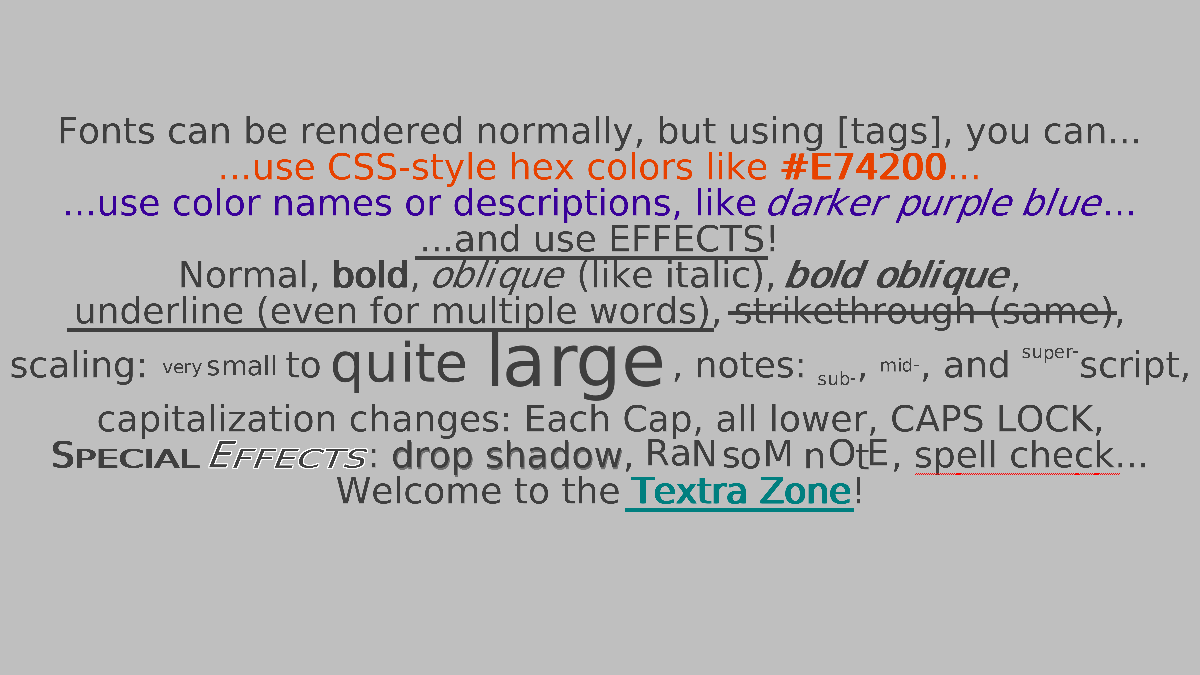 Fonts can be rendered normally, but using [tags], you can...
...use CSS-style hex colors like #E74200...
...use color names or descriptions, like darker purple blue...
...and use EFFECTS!
Normal, bold, oblique (like italic), bold oblique,
underline (even for multiple words), strikethrough (same),
scaling: very small to quite large, notes: sub-, mid-, and super-script,
capitalization changes: Each Cap, all lower, CAPS LOCK,
SPECIAL EFFECTS: drop shadow, RaNsoM nOtE, spell check...
Welcome to the Textra Zone!